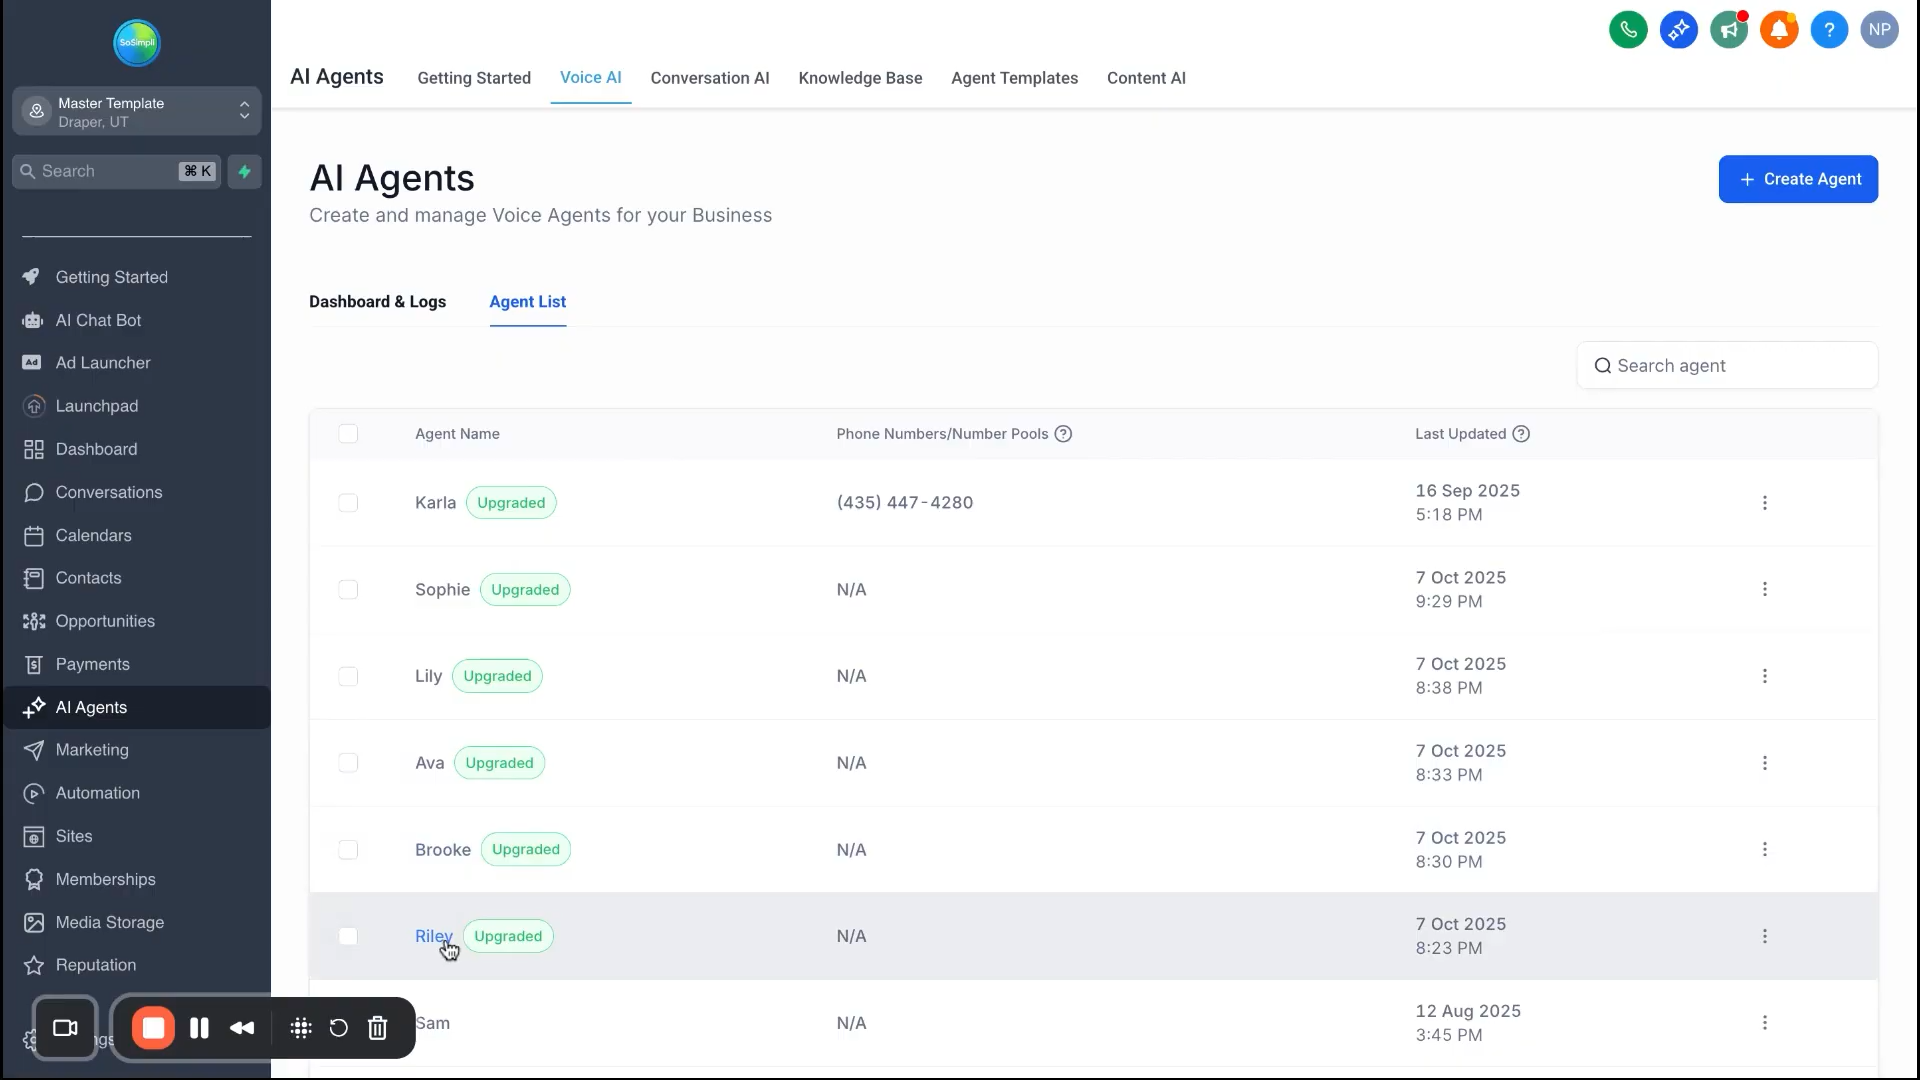 SoSimpli
Master Template
Draper, UT
Search ⌘ K
Getting Started
AI Chat Bot
Ad Ad Launcher
Launchpad
Dashboard
Conversations
Calendars
Contacts
Opportunities
Payments
AI Agents
Marketing
Automation
Sites
Memberships
Media Storage
Reputation
AI Agents Getting Started Voice AI Conversation AI Knowledge Base Agent Templates Content AI
? NP
AI Agents
Create and manage Voice Agents for your Business
+ Create Agent
Dashboard & Logs Agent List
Search agent
Agent Name Phone Numbers/Number Pools ? Last Updated ?
Karla Upgraded (435) 447-4280 16 Sep 2025
5:18 PM
Sophie Upgraded N/A 7 Oct 2025
9:29 PM
Lily Upgraded N/A 7 Oct 2025
8:38 PM
Ava Upgraded N/A 7 Oct 2025
8:33 PM
Brooke Upgraded N/A 7 Oct 2025
8:30 PM
Riley Upgraded N/A 7 Oct 2025
8:23 PM
Sam N/A 12 Aug 2025
3:45 PM